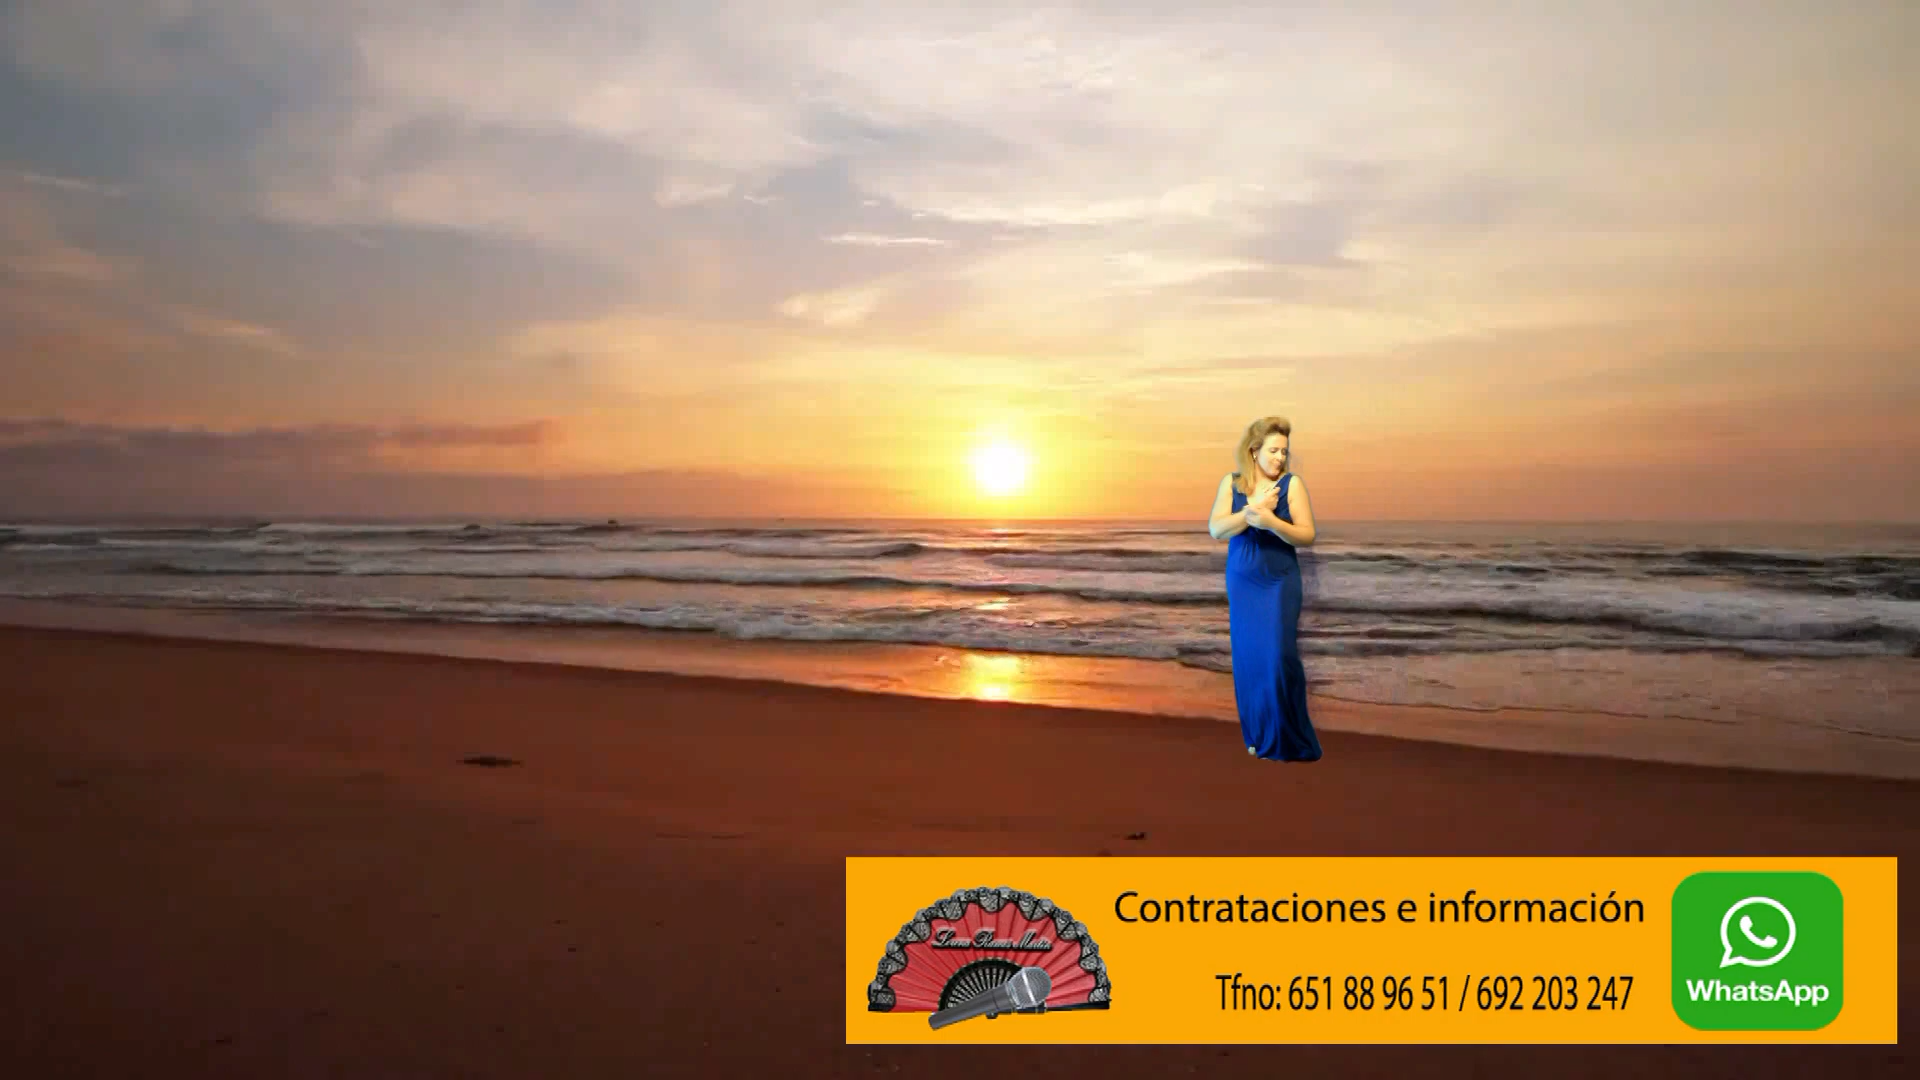 Contrataciones e información
Tfno: 651 88 96 51 / 692 203 247
WhatsApp